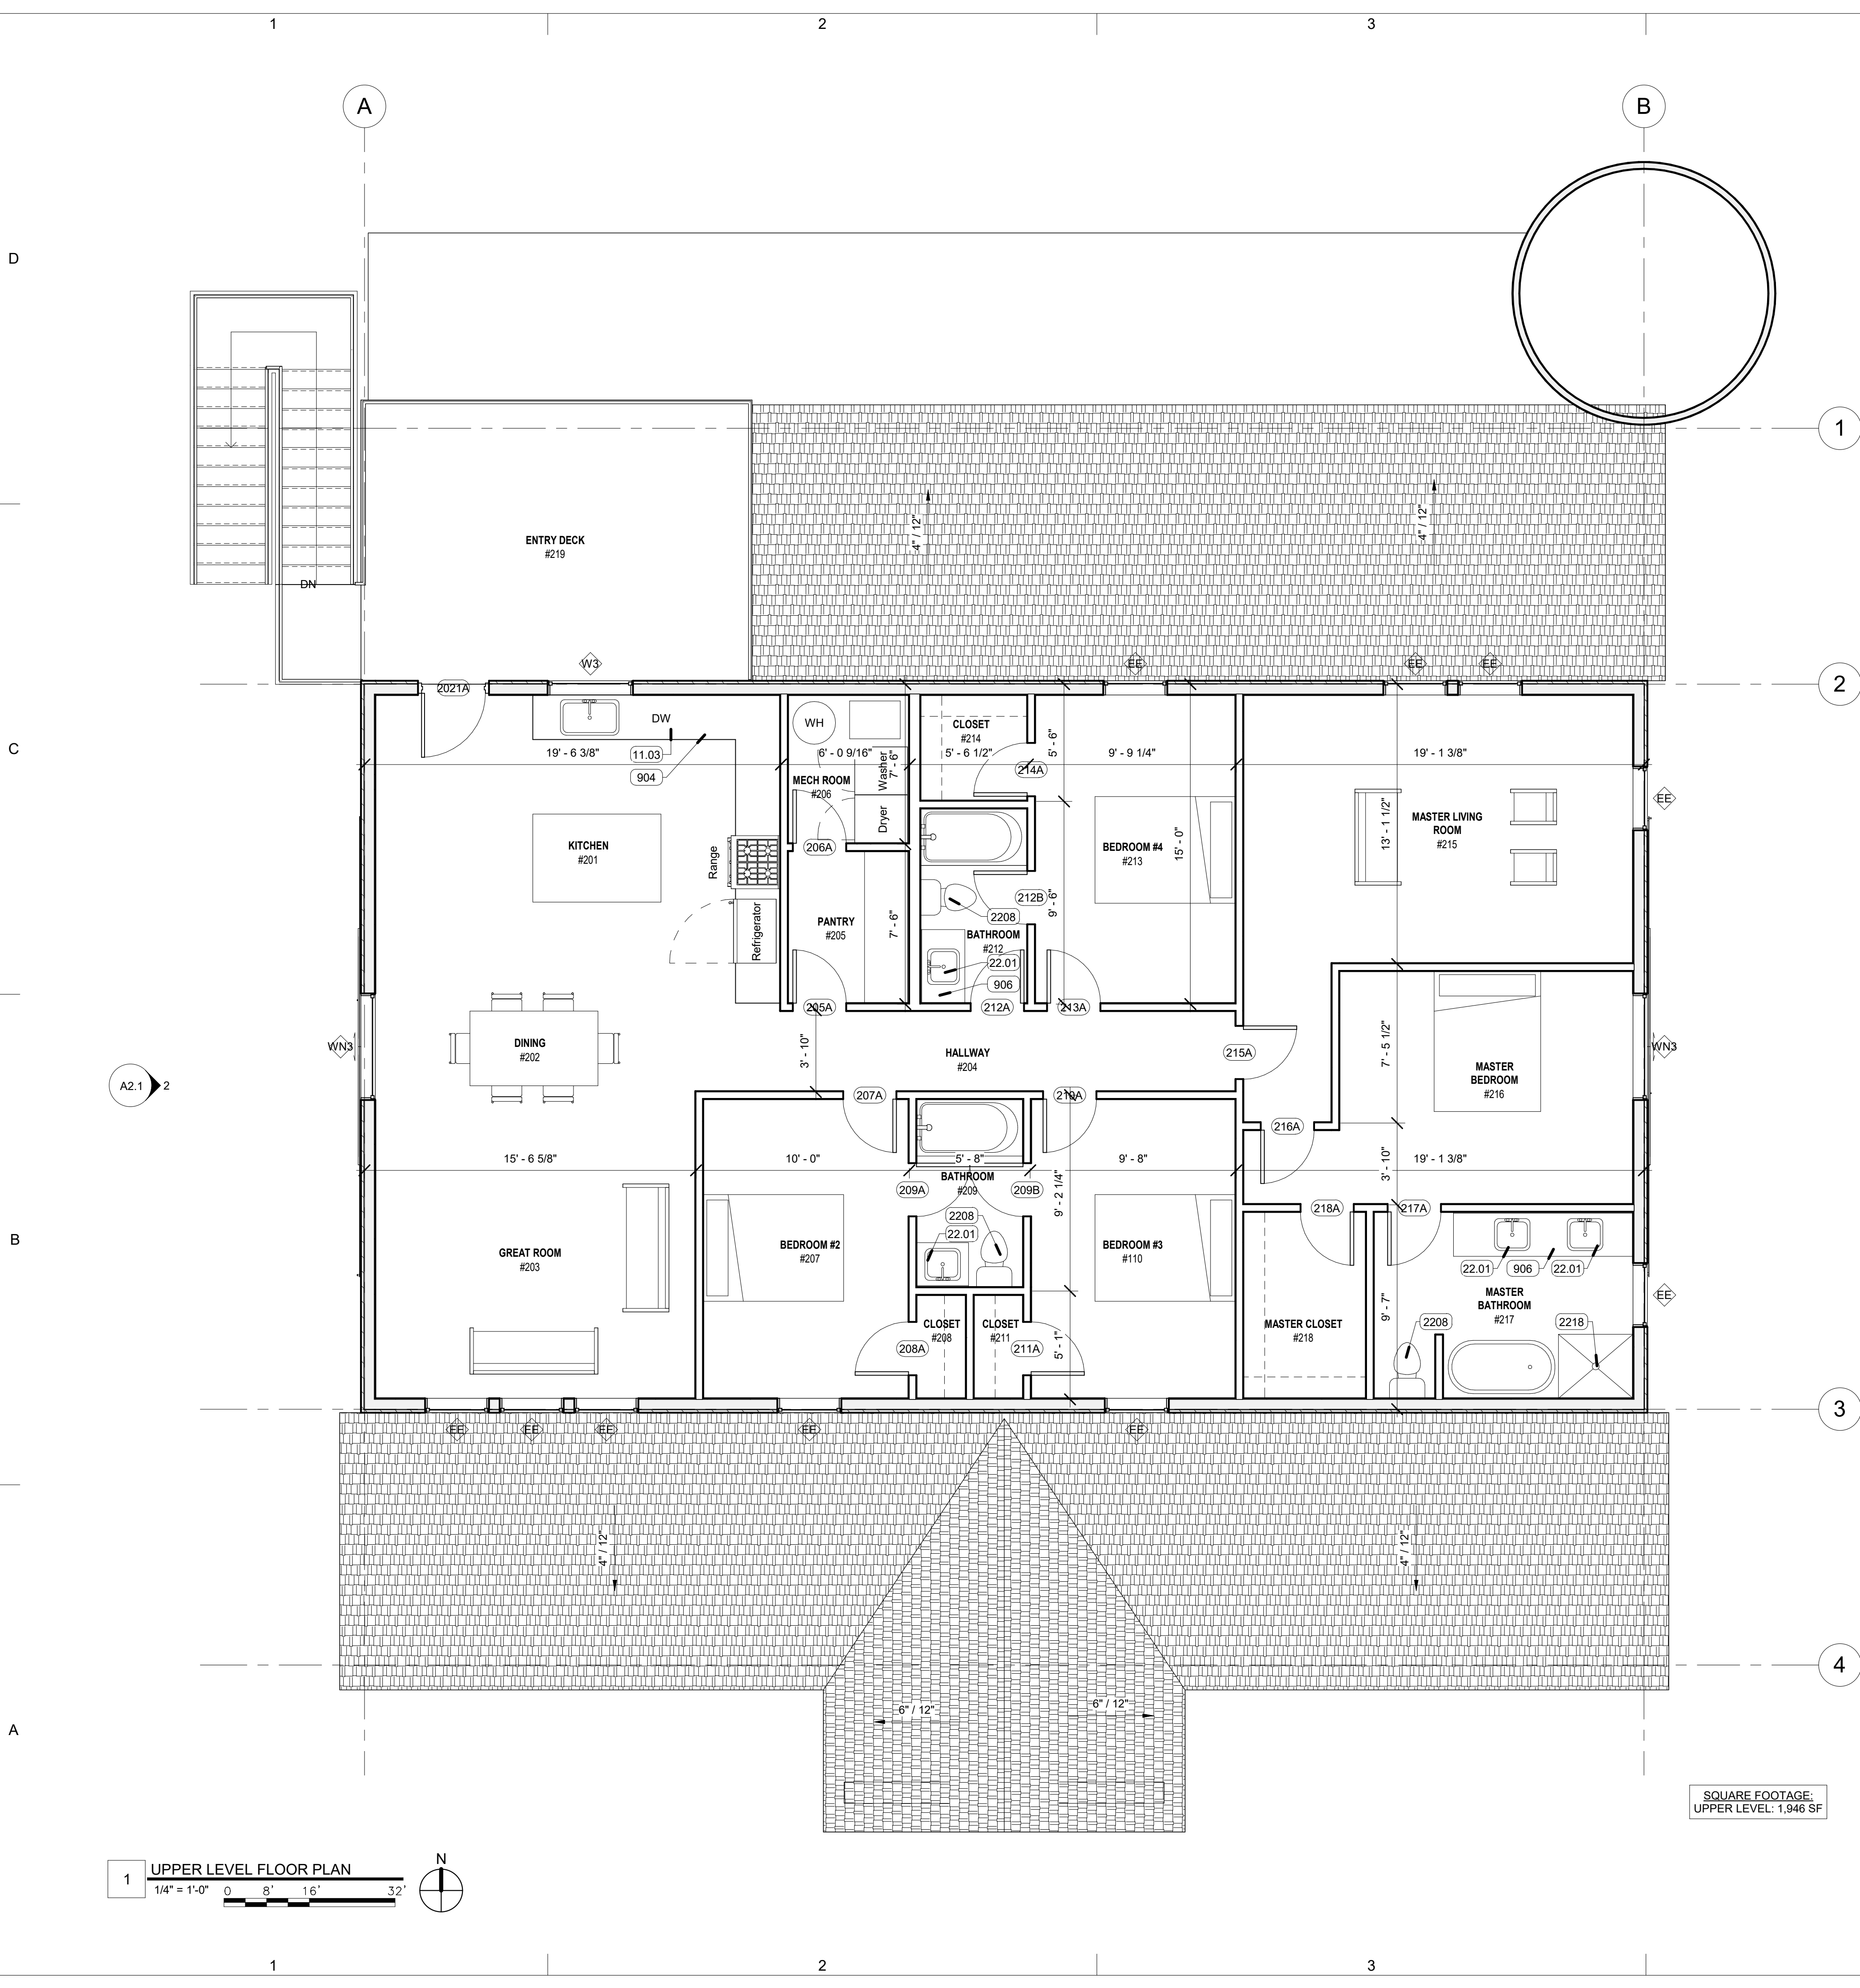 1
2
3
A
B
D
1
ENTRY DECK
#219
4" / 12"
4" / 12"
DN
W3
EE
EE
EE
2021A
2
DW
WH
CLOSET
#214
C
11.03
904
19' - 6 3/8"
6' - 0 9/16"
5' - 6 1/2"
5' - 6"
9' - 9 1/4"
19' - 1 3/8"
Washer
7' - 6"
214A
MECH ROOM
#206
EE
Dryer
KITCHEN
#201
206A
Range
BEDROOM #4
#213
15' - 0"
13' - 1 1/2"
MASTER LIVING
ROOM
#215
212B
9' - 6"
2208
PANTRY
#205
7' - 6"
Refrigerator
BATHROOM
#212
22.01
906
205A
212A
213A
WN3
DINING
#202
3' - 10"
HALLWAY
#204
215A
7' - 5 1/2"
MASTER
BEDROOM
#216
WN3
A2.1
2
207A
210A
216A
15' - 6 5/8"
10' - 0"
5' - 8"
9' - 8"
19' - 1 3/8"
3' - 10"
BATHROOM
#209
209A
209B
9' - 2 1/4"
2208
22.01
218A
217A
B
GREAT ROOM
#203
BEDROOM #2
#207
BEDROOM #3
#110
22.01
906
22.01
MASTER
BATHROOM
#217
EE
9' - 7"
CLOSET
#208
CLOSET
#211
MASTER CLOSET
#218
2208
2218
208A
211A
5' - 1"
3
EE
EE
EE
EE
EE
4" / 12"
4" / 12"
4
6" / 12"
6" / 12"
A
SQUARE FOOTAGE:
UPPER LEVEL: 1,946 SF
1
UPPER LEVEL FLOOR PLAN
1/4" = 1'-0"
0 8' 16' 32'
N
1
2
3